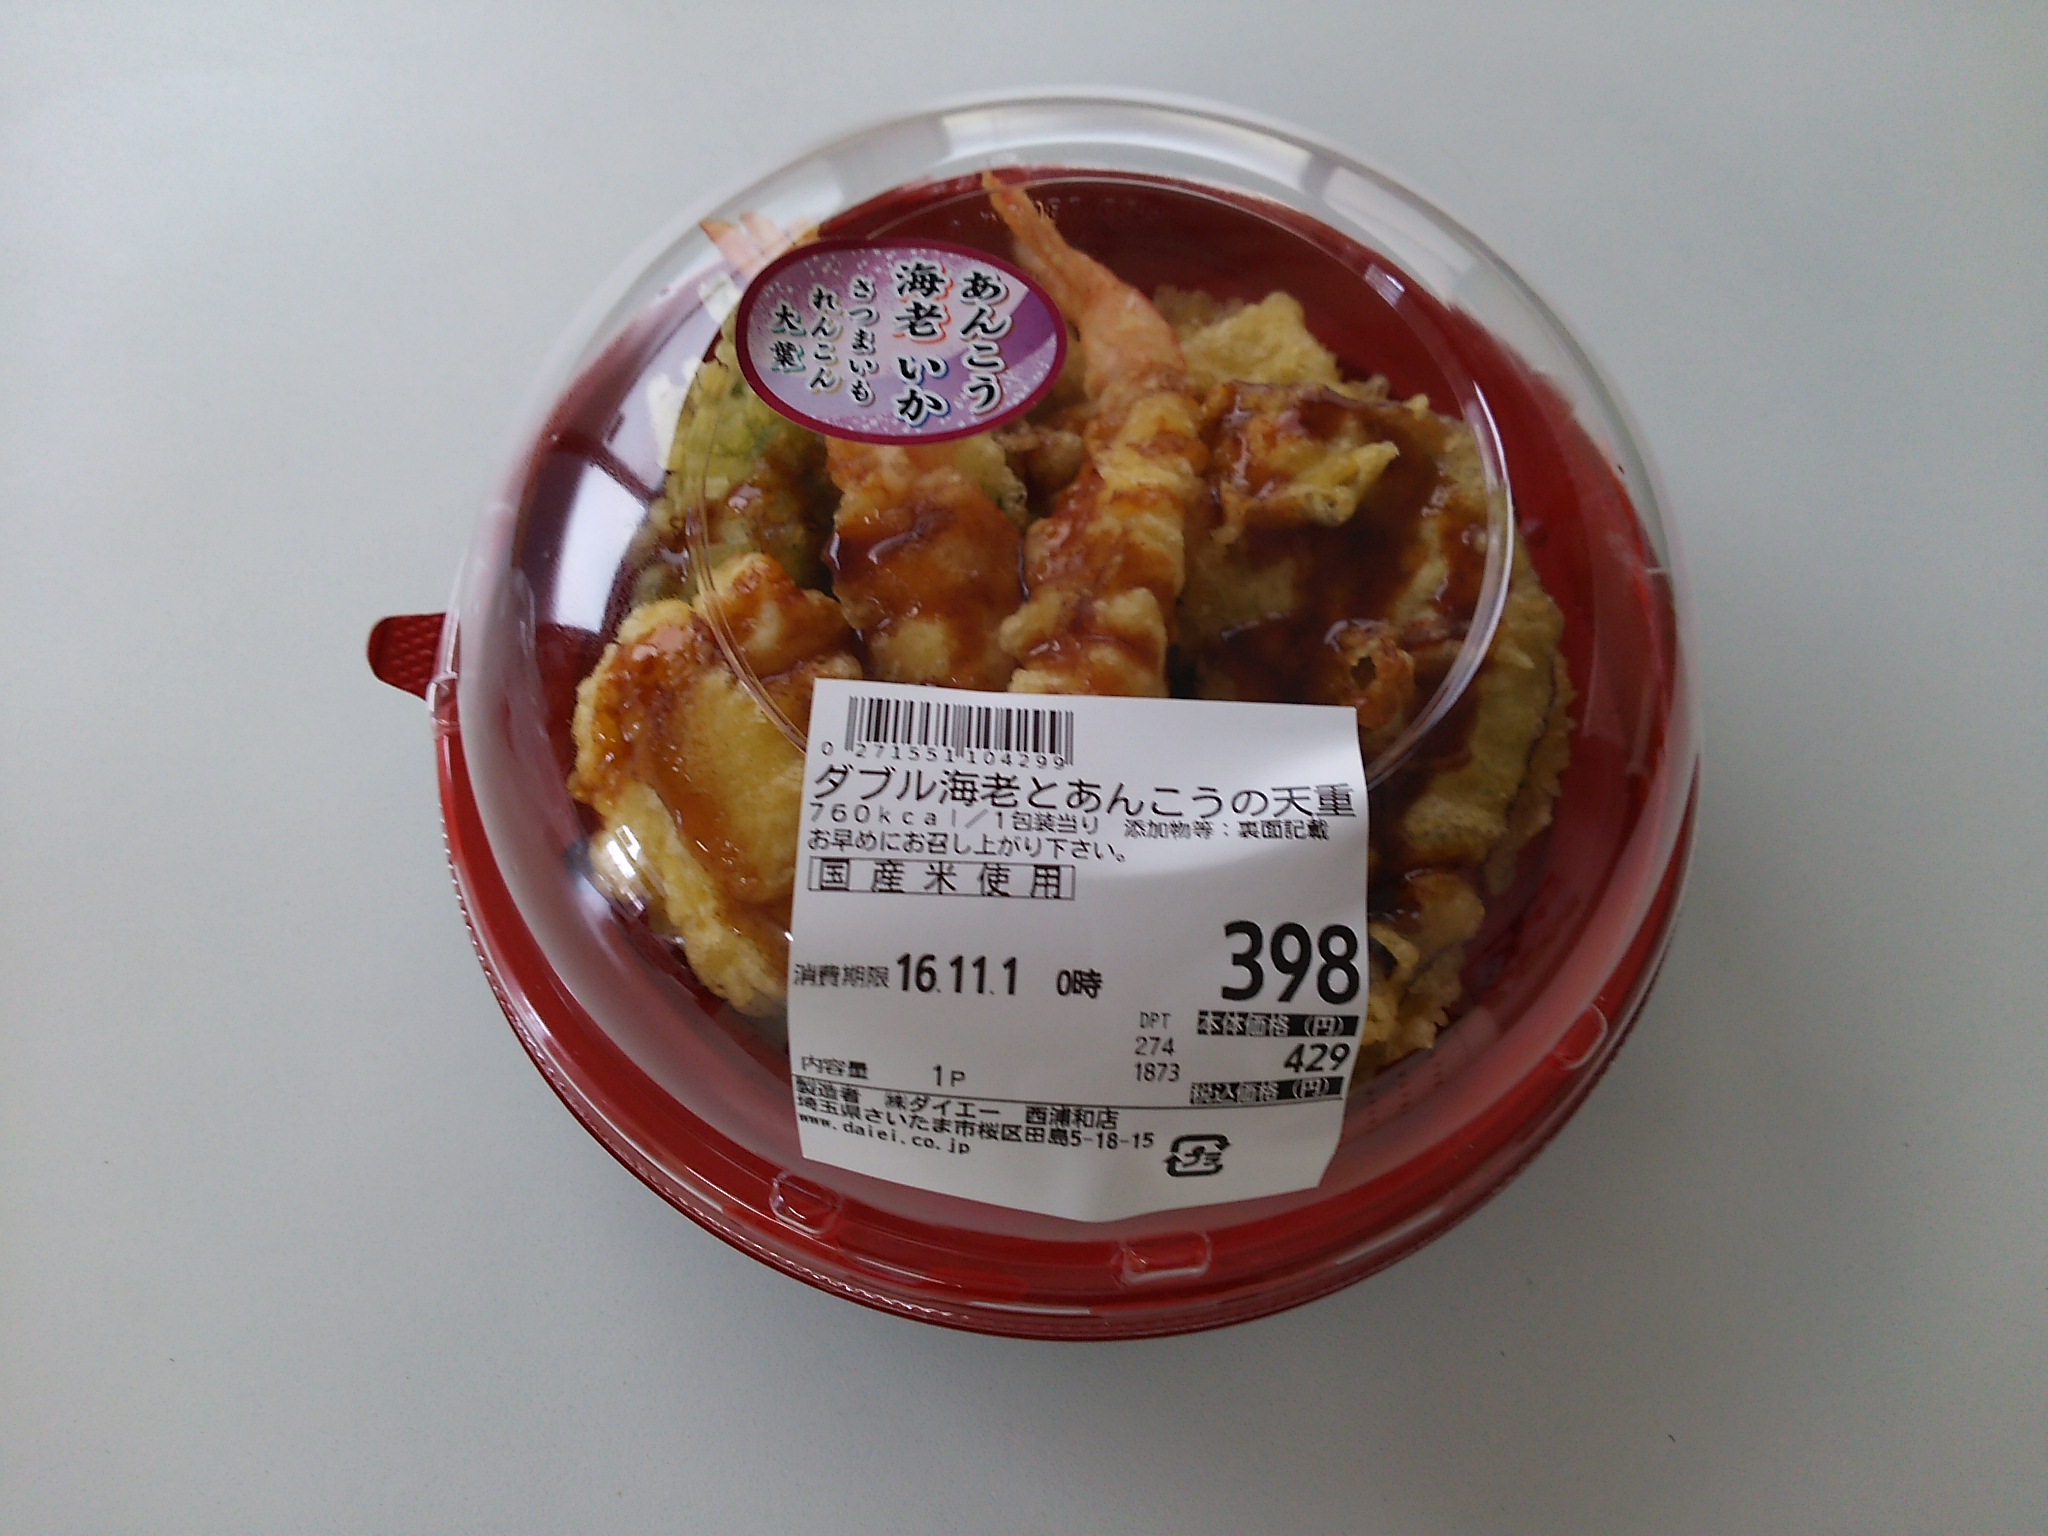 あんこう
海老 いか
さつまいも
れんこん
大葉
0 271551 104299
ダブル海老とあんこうの天重
760kcal/1包装当り 添加物等:裏面記載
お早めにお召し上がり下さい。
国産米使用
398
消費期限 16.11.1 0時
DPT 本体価格(円)
274 429
1873 税込価格(円)
内容量 1P
製造者 ㈱ダイエー 西浦和店
埼玉県さいたま市桜区田島5-18-15
www.daiei.co.jp
プラ